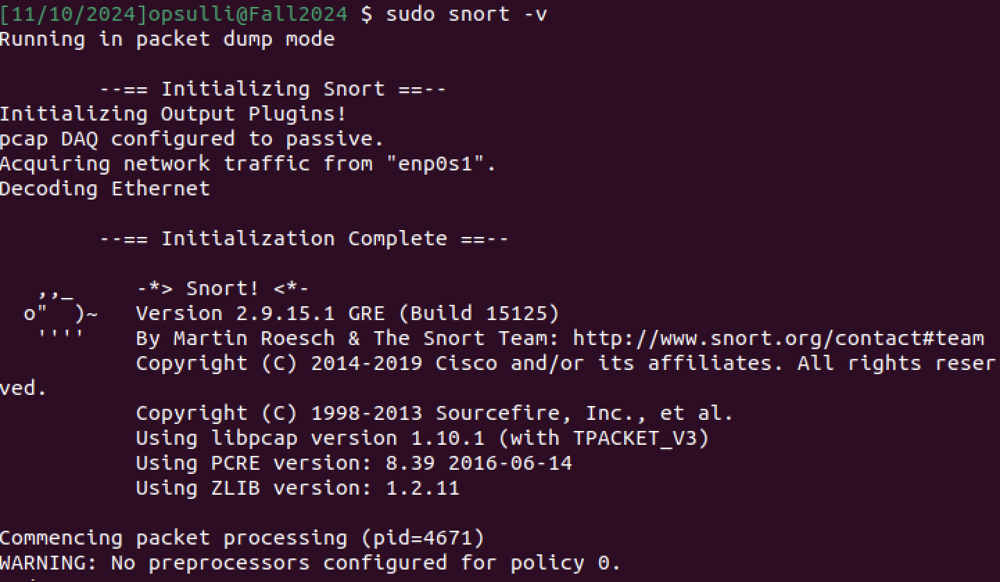 [11/10/2024]opsulli@Fall2024 $ sudo snort -v
Running in packet dump mode
--== Initializing Snort ==--
Initializing Output Plugins!
pcap DAQ configured to passive.
Acquiring network traffic from "enp0s1".
Decoding Ethernet
--== Initialization Complete ==--
   ,,_     -*> Snort! <*-
  o"  )~   Version 2.9.15.1 GRE (Build 15125)
   ''''    By Martin Roesch & The Snort Team: http://www.snort.org/contact#team
           Copyright (C) 2014-2019 Cisco and/or its affiliates. All rights reser
ved.
           Copyright (C) 1998-2013 Sourcefire, Inc., et al.
           Using libpcap version 1.10.1 (with TPACKET_V3)
           Using PCRE version: 8.39 2016-06-14
           Using ZLIB version: 1.2.11
Commencing packet processing (pid=4671)
WARNING: No preprocessors configured for policy 0.